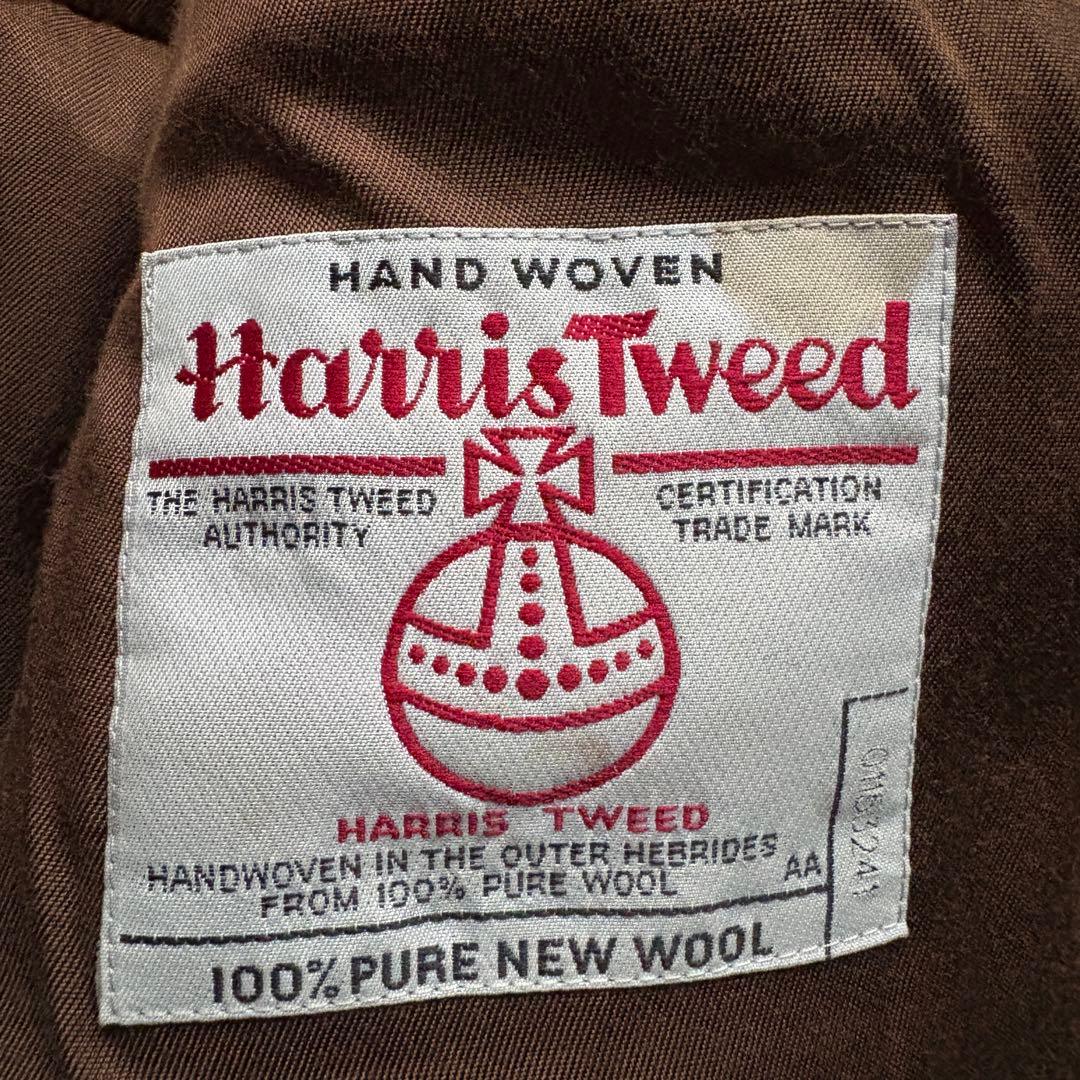 HAND WOVEN
Harris Tweed
THE HARRIS TWEED
AUTHORITY
CERTIFICATION
TRADE MARK
HARRIS TWEED
HANDWOVEN IN THE OUTER HEBRIDES
FROM 100% PURE WOOL
AA
100% PURE NEW WOOL